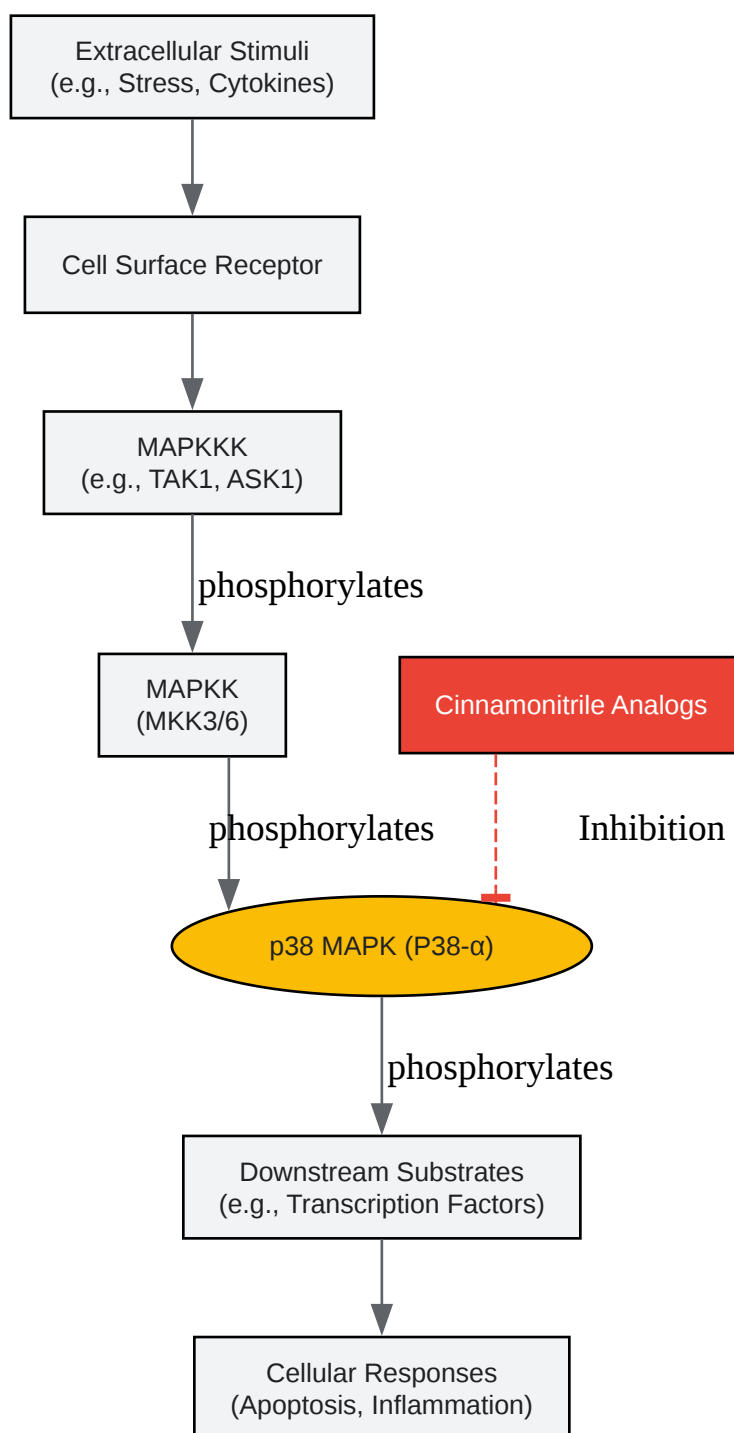 Extracellular Stimuli
(e.g., Stress, Cytokines)
Cell Surface Receptor
MAPKKK
(e.g., TAK1, ASK1)
phosphorylates
MAPKK
(MKK3/6)
Cinnamonitrile Analogs
phosphorylates
Inhibition
p38 MAPK (P38-α)
phosphorylates
Downstream Substrates
(e.g., Transcription Factors)
Cellular Responses
(Apoptosis, Inflammation)